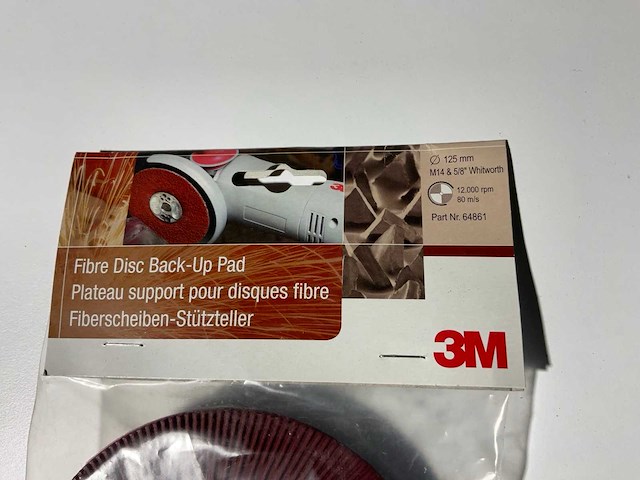 Ø 125 mm
M14 & 5/8" Whitworth
12.000 rpm
80 m/s
Part Nr. 64861
3M
Fibre Disc Back-Up Pad
Plateau support pour disques fibre
Fiberscheiben-Stützteller
3M